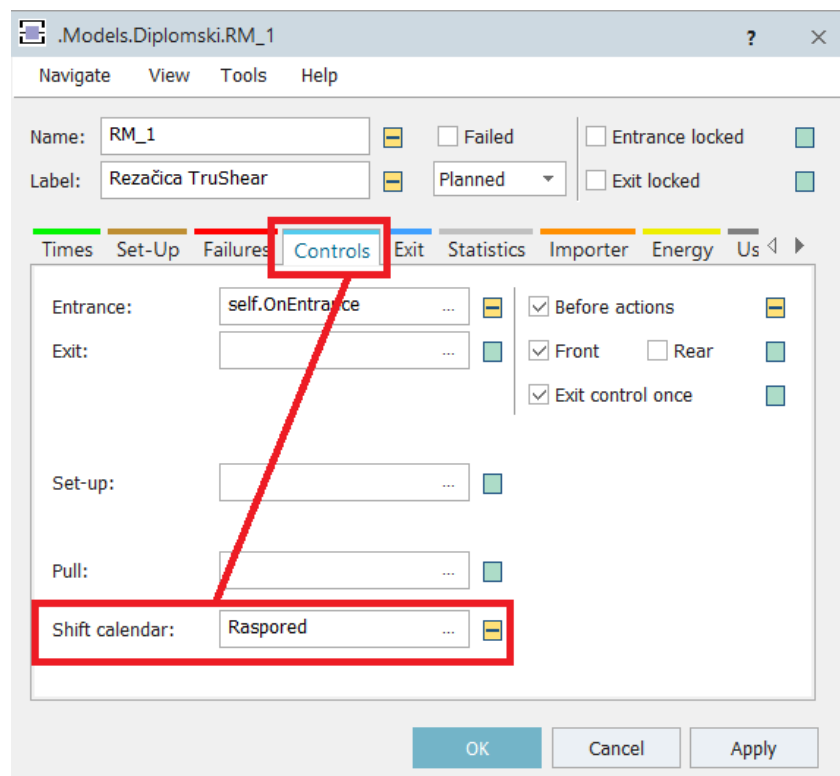 .Models.Diplomski.RM_1 ? ×
Navigate View Tools Help
Name: RM_1 Failed Entrance locked
Label: Rezačica TruShear Planned Exit locked
Times Set-Up Failures Controls Exit Statistics Importer Energy Us
Entrance: self.OnEntrance ... Before actions
Exit: ... Front Rear
Exit control once
Set-up: ...
Pull: ...
Shift calendar: Raspored ...
OK Cancel Apply